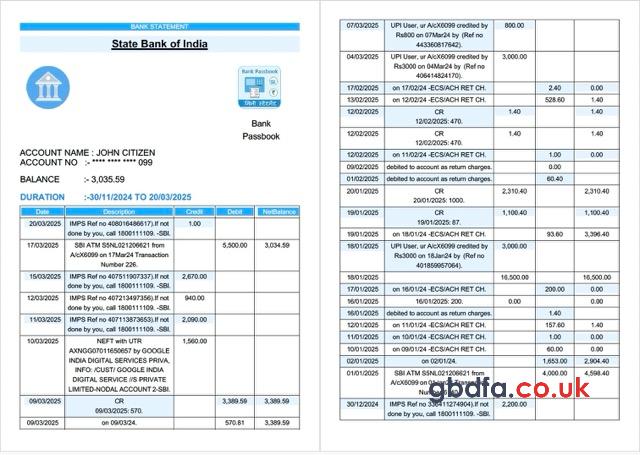 BANK STATEMENT
State Bank of India
Bank Passbook
मिनी स्टेटमेंट
Bank
Passbook
ACCOUNT NAME : JOHN CITIZEN
ACCOUNT NO :- **** **** **** 099
BALANCE :- 3,035.59
DURATION :-30/11/2024 TO 20/03/2025
Date Description Credit Debit NetBalance
20/03/2025 IMPS Ref no 408016486617).If not 1.00
done by you, call 1800111109. -SBI.
17/03/2025 SBI ATM S5NL021206621 from 5,500.00 3,034.59
A/cX6099 on 17Mar24 Transaction
Number 226.
15/03/2025 IMPS Ref no 407511907337).If not 2,670.00
done by you, call 1800111109. -SBI.
12/03/2025 IMPS Ref no 407213497356).If not 940.00
done by you, call 1800111109. -SBI.
11/03/2025 IMPS Ref no 407113873653).If not 2,090.00
done by you, call 1800111109. -SBI.
10/03/2025 NEFT with UTR 1,560.00
AXNGG07011650657 by GOOGLE
INDIA DIGITAL SERVICES PRIVA,
INFO: /CUST/ GOOGLE INDIA
DIGITAL SERVICE //S PRIVATE
LIMITED-NODAL ACCOUNT 2-SBI.
09/03/2025 CR 3,389.59 3,389.59
09/03/2025: 570.
09/03/2025 on 09/03/24. 570.81 3,389.59
07/03/2025 UPI User, ur A/cX6099 credited by 800.00
Rs800 on 07Mar24 by (Ref no
443360817642).
04/03/2025 UPI User, ur A/cX6099 credited by 3,000.00
Rs3000 on 04Mar24 by (Ref no
406414824170).
17/02/2025 on 17/02/24 -ECS/ACH RET CH. 2.40 0.00
13/02/2025 on 12/02/24 -ECS/ACH RET CH. 528.60 1.40
12/02/2025 CR 1.40 1.40
12/02/2025: 470.
12/02/2025 CR 1.40 1.40
12/02/2025: 470.
12/02/2025 on 11/02/24 -ECS/ACH RET CH. 1.00 0.00
09/02/2025 debited to account as return charges. 0.00
01/02/2025 debited to account as return charges. 60.40
20/01/2025 CR 2,310.40 2,310.40
20/01/2025: 1000.
19/01/2025 CR 1,100.40 1,100.40
19/01/2025: 87.
19/01/2025 on 18/01/24 -ECS/ACH RET CH. 93.60 3,396.40
18/01/2025 UPI User, ur A/cX6099 credited by 3,000.00
Rs3000 on 18Jan24 by (Ref no
401859957064).
18/01/2025 16,500.00 16,500.00
17/01/2025 on 16/01/24 -ECS/ACH RET CH. 200.00 0.00
16/01/2025 16/01/2025: 200. 0.00 0.00
16/01/2025 debited to account as return charges. 1.40
12/01/2025 on 11/01/24 -ECS/ACH RET CH. 157.60 1.40
11/01/2025 on 10/01/24 -ECS/ACH RET CH. 1.00
10/01/2025 on 09/01/24 -ECS/ACH RET CH. 60.00 0.00
02/01/2025 on 02/01/24. 1,653.00 2,904.40
01/01/2025 SBI ATM S5NL021206621 from 4,000.00 4,598.40
A/cX6099 on Transaction
30/12/2024 IMPS Ref no 336411274904).If not 2,200.00
done by you, call 1800111109. -SBI.
gbdfa.co.uk